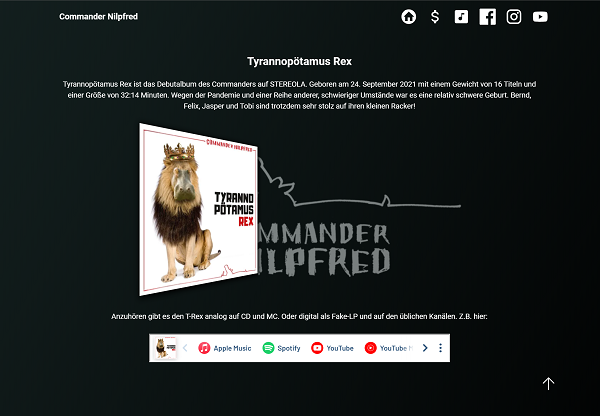 Commander Nilpfred
Tyrannopötamus Rex
Tyrannopötamus Rex ist das Debutalbum des Commanders auf STEREOLA. Geboren am 24. September 2021 mit einem Gewicht von 16 Titeln und
einer Größe von 32:14 Minuten. Wegen der Pandemie und einer Reihe anderer, schwieriger Umstände war es eine relativ schwere Geburt. Bernd,
Felix, Jasper und Tobi sind trotzdem sehr stolz auf ihren kleinen Racker!
COMMANDER NILPFRED
TYRANNO
PÖTAMUS
REX
MMANDER
ILPFRED
Anzuhören gibt es den T-Rex analog auf CD und MC. Oder digital als Fake-LP und auf den üblichen Kanälen. Z.B. hier:
Apple Music Spotify YouTube YouTube M